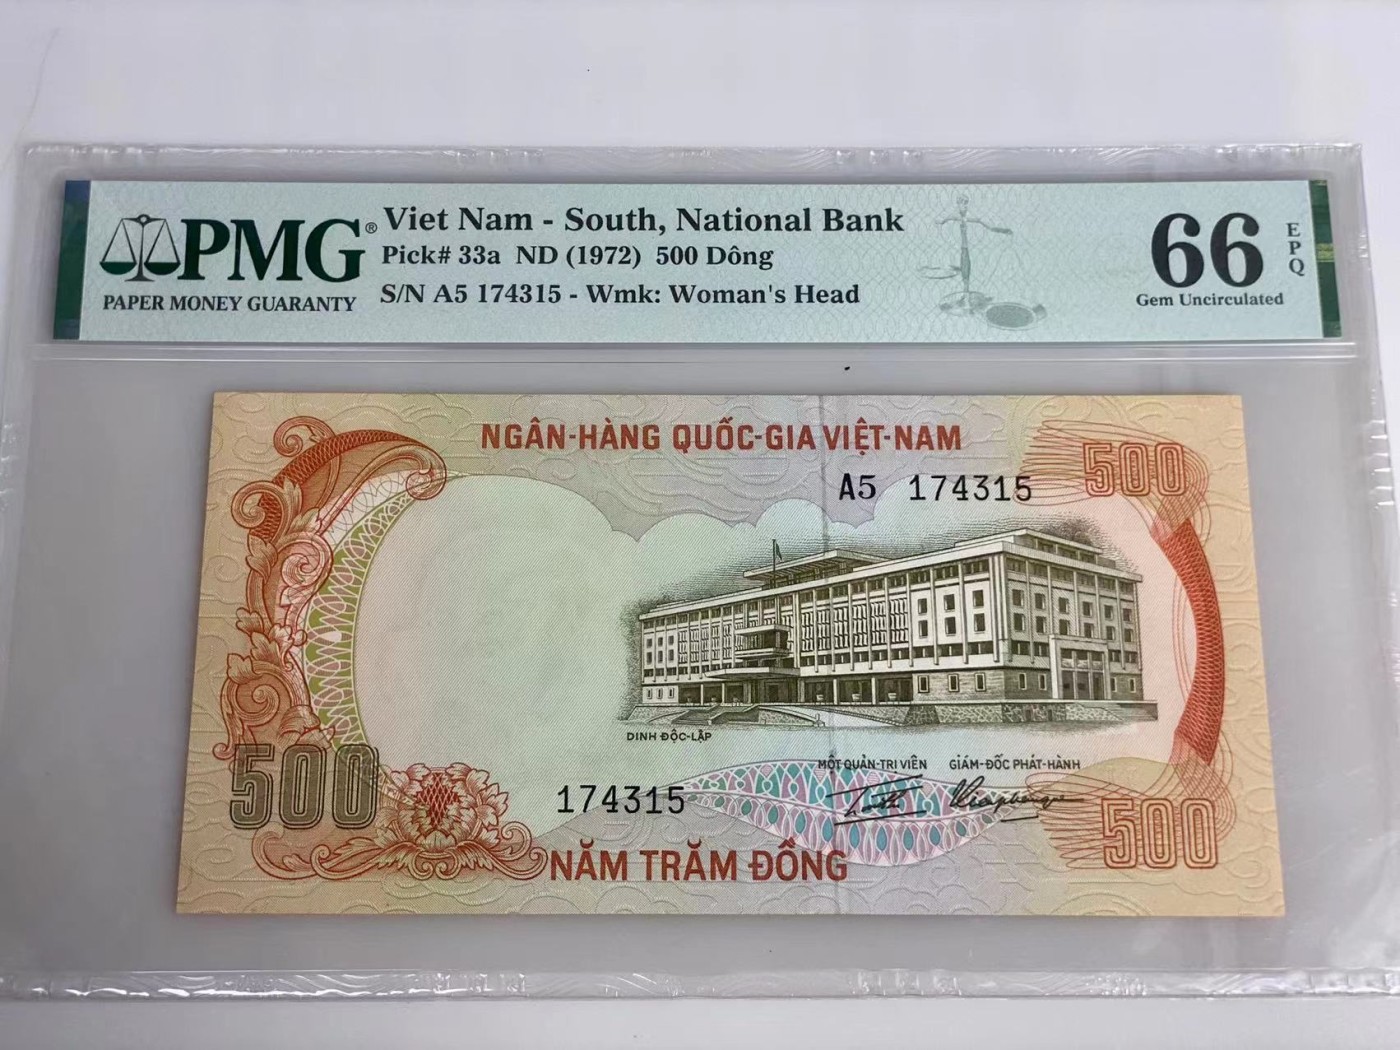 PMG®
PAPER MONEY GUARANTY
Viet Nam - South, National Bank
Pick# 33a ND (1972) 500 Dông
S/N A5 174315 - Wmk: Woman's Head
66
EPQ
Gem Uncirculated
NGÂN-HÀNG QUỐC-GIA VIỆT-NAM
500
A5 174315
DINH ĐỘC-LẬP
MỘT QUẢN-TRỊ VIÊN GIÁM-ĐỐC PHÁT-HÀNH
500
174315
500
NĂM TRĂM ĐỒNG